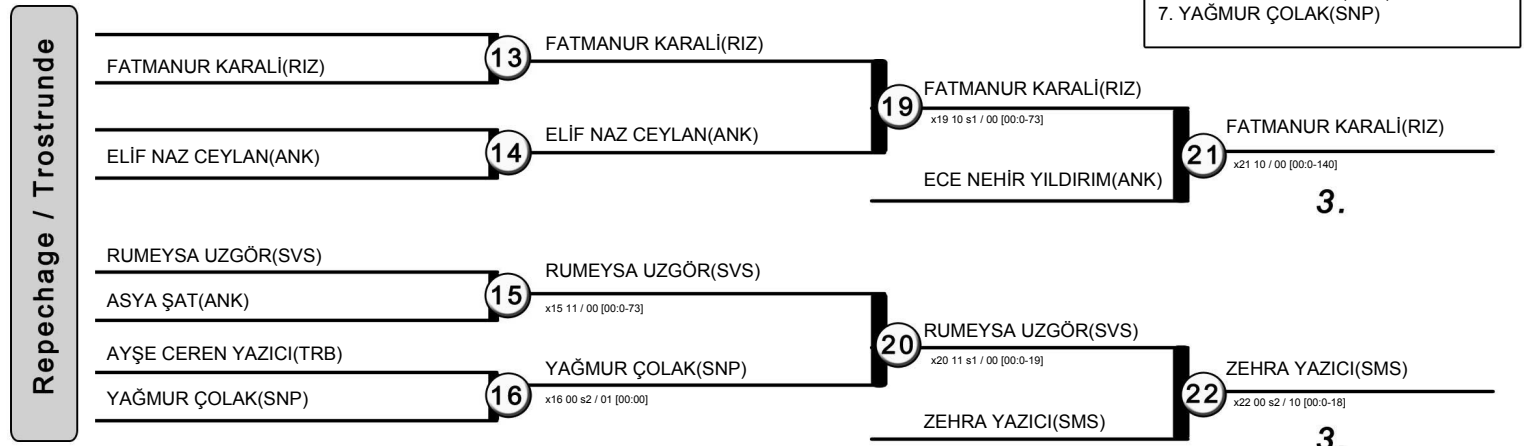 7. YAĞMUR ÇOLAK(SNP)
Repechage / Trostrunde
FATMANUR KARALİ(RIZ)
13
FATMANUR KARALİ(RIZ)
ELİF NAZ CEYLAN(ANK)
14
ELİF NAZ CEYLAN(ANK)
19
FATMANUR KARALİ(RIZ)
x19 10 s1 / 00 [00:0-73]
ECE NEHİR YILDIRIM(ANK)
21
FATMANUR KARALİ(RIZ)
x21 10 / 00 [00:0-140]
3.
RUMEYSA UZGÖR(SVS)
ASYA ŞAT(ANK)
15
RUMEYSA UZGÖR(SVS)
x15 11 / 00 [00:0-73]
AYŞE CEREN YAZICI(TRB)
YAĞMUR ÇOLAK(SNP)
16
YAĞMUR ÇOLAK(SNP)
x16 00 s2 / 01 [00:00]
20
RUMEYSA UZGÖR(SVS)
x20 11 s1 / 00 [00:0-19]
ZEHRA YAZICI(SMS)
22
ZEHRA YAZICI(SMS)
x22 00 s2 / 10 [00:0-18]
3